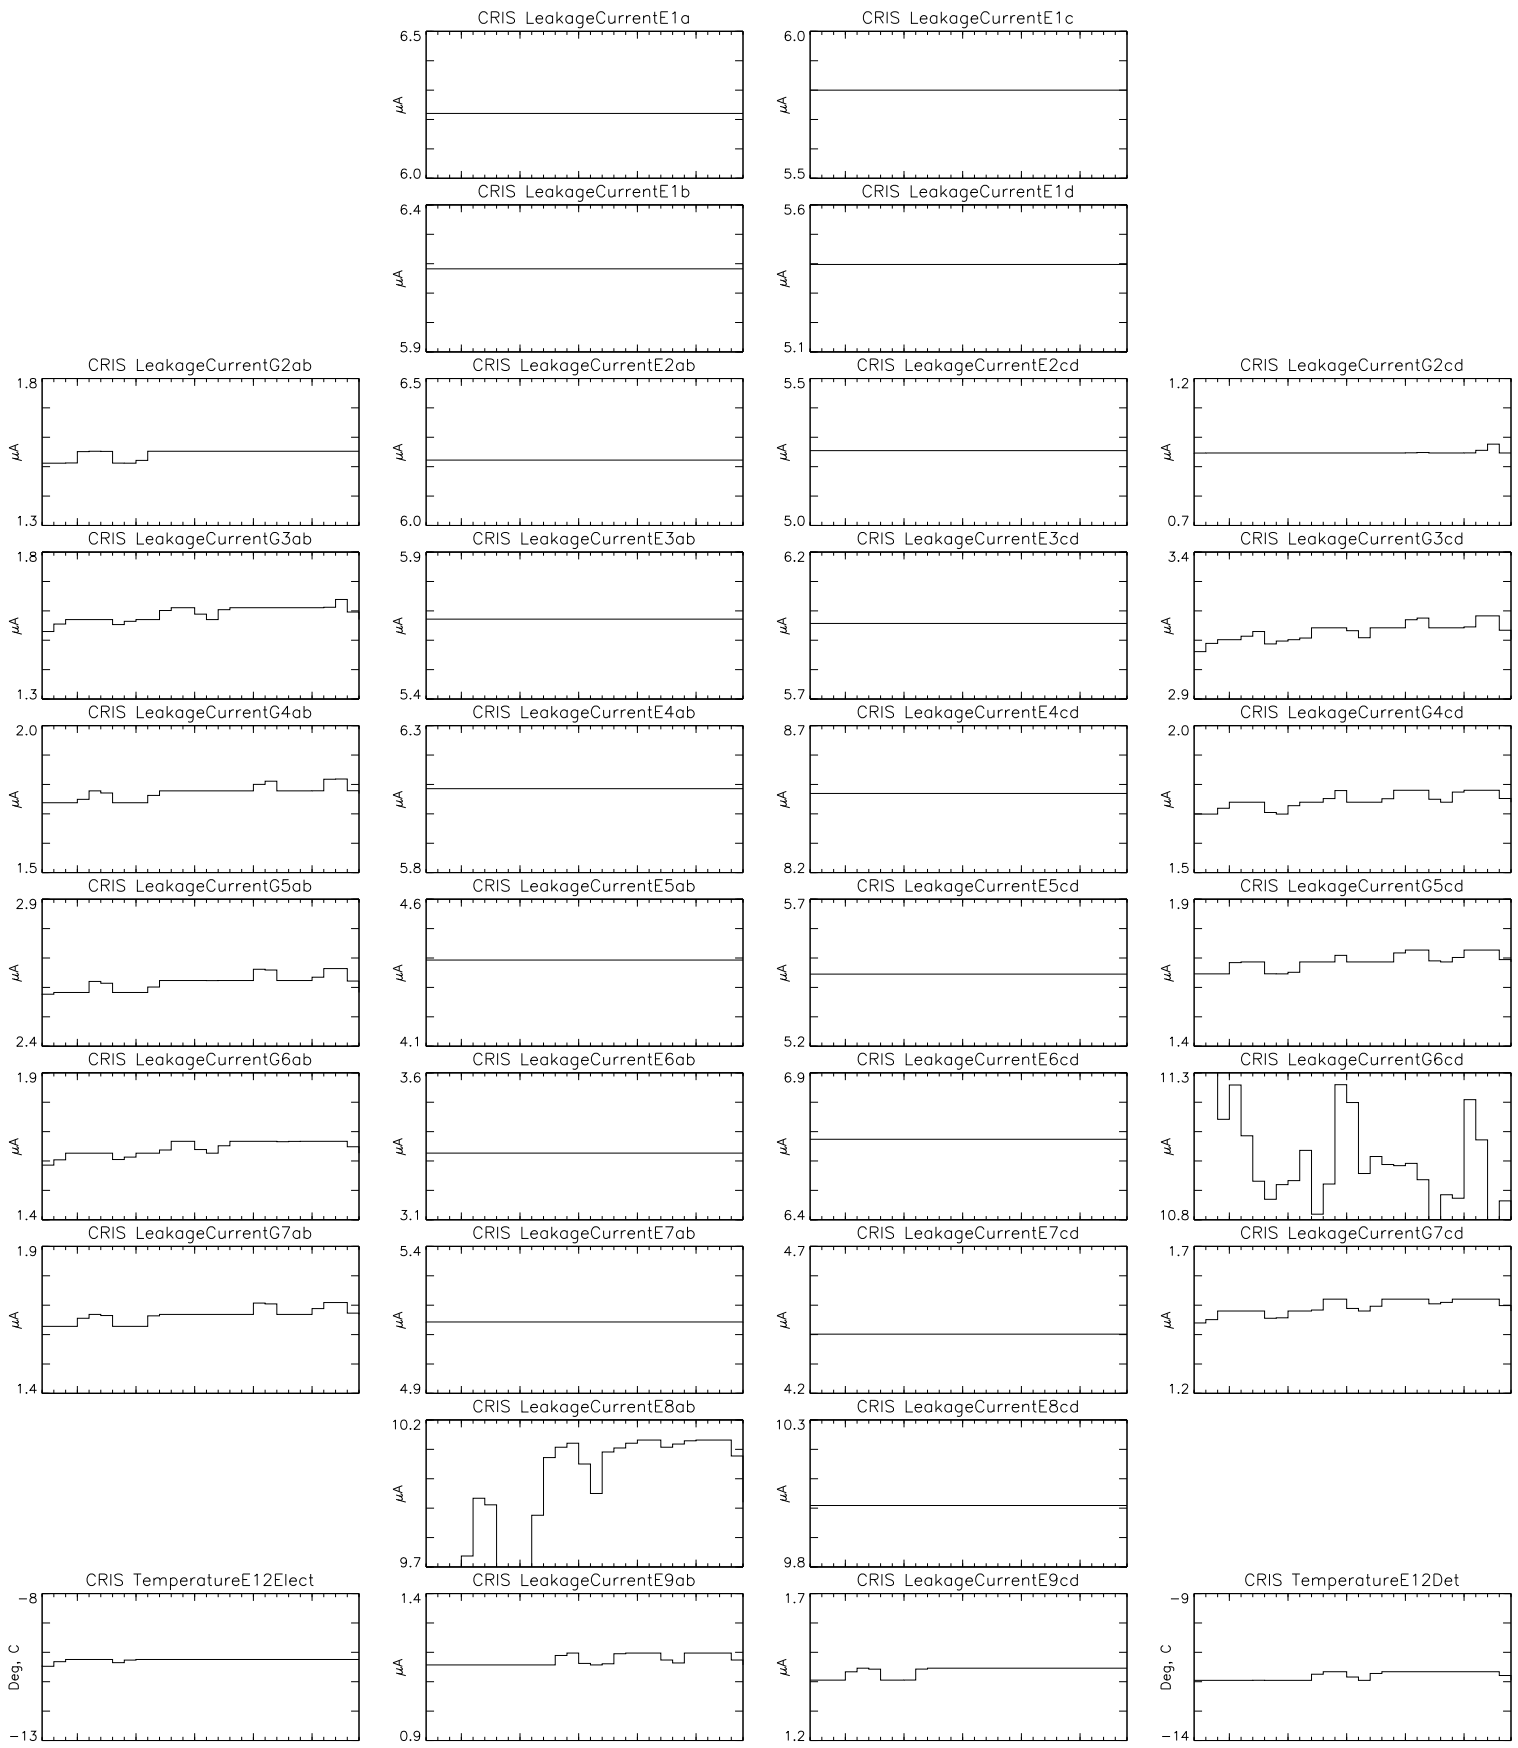 CRIS LeakageCurrentE1a
6.5
μA
6.0
CRIS LeakageCurrentE1c
6.0
μA
5.5
CRIS LeakageCurrentE1b
6.4
μA
5.9
CRIS LeakageCurrentE1d
5.6
μA
5.1
CRIS LeakageCurrentG2ab
1.8
μA
1.3
CRIS LeakageCurrentE2ab
6.5
μA
6.0
CRIS LeakageCurrentE2cd
5.5
μA
5.0
CRIS LeakageCurrentG2cd
1.2
μA
0.7
CRIS LeakageCurrentG3ab
1.8
μA
1.3
CRIS LeakageCurrentE3ab
5.9
μA
5.4
CRIS LeakageCurrentE3cd
6.2
μA
5.7
CRIS LeakageCurrentG3cd
3.4
μA
2.9
CRIS LeakageCurrentG4ab
2.0
μA
1.5
CRIS LeakageCurrentE4ab
6.3
μA
5.8
CRIS LeakageCurrentE4cd
8.7
μA
8.2
CRIS LeakageCurrentG4cd
2.0
μA
1.5
CRIS LeakageCurrentG5ab
2.9
μA
2.4
CRIS LeakageCurrentE5ab
4.6
μA
4.1
CRIS LeakageCurrentE5cd
5.7
μA
5.2
CRIS LeakageCurrentG5cd
1.9
μA
1.4
CRIS LeakageCurrentG6ab
1.9
μA
1.4
CRIS LeakageCurrentE6ab
3.6
μA
3.1
CRIS LeakageCurrentE6cd
6.9
μA
6.4
CRIS LeakageCurrentG6cd
11.3
μA
10.8
CRIS LeakageCurrentG7ab
1.9
μA
1.4
CRIS LeakageCurrentE7ab
5.4
μA
4.9
CRIS LeakageCurrentE7cd
4.7
μA
4.2
CRIS LeakageCurrentG7cd
1.7
μA
1.2
CRIS LeakageCurrentE8ab
10.2
μA
9.7
CRIS LeakageCurrentE8cd
10.3
μA
9.8
CRIS TemperatureE12Elect
-8
Deg, C
-13
CRIS LeakageCurrentE9ab
1.4
μA
0.9
CRIS LeakageCurrentE9cd
1.7
μA
1.2
CRIS TemperatureE12Det
-9
Deg, C
-14